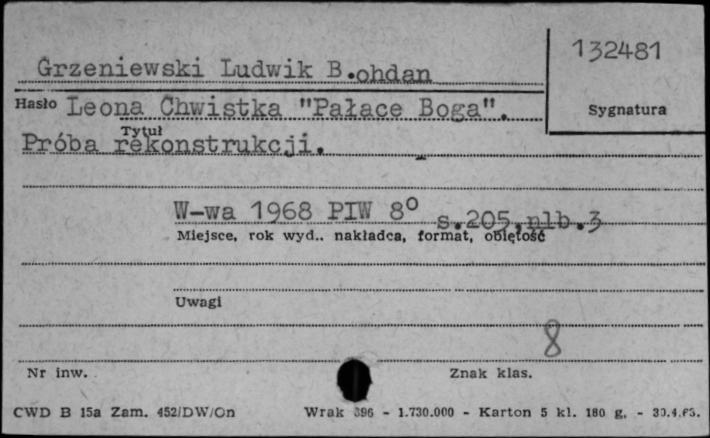 132481
Grzeniewski Ludwik B.ohdan
Hasło Leona Chwistka "Pałace Boga".
Sygnatura
Tytuł
Próba rekonstrukcji.
W-wa 1968 PIW 8° s.205,nlb.3
Miejsce, rok wyd., nakładca, format, objętość
Uwagi
8
Nr inw.
Znak klas.
CWD B 15a Zam. 452/DW/Gn Wrak 396 - 1.730.000 - Karton 5 kl. 180 g. - 30.4.65.